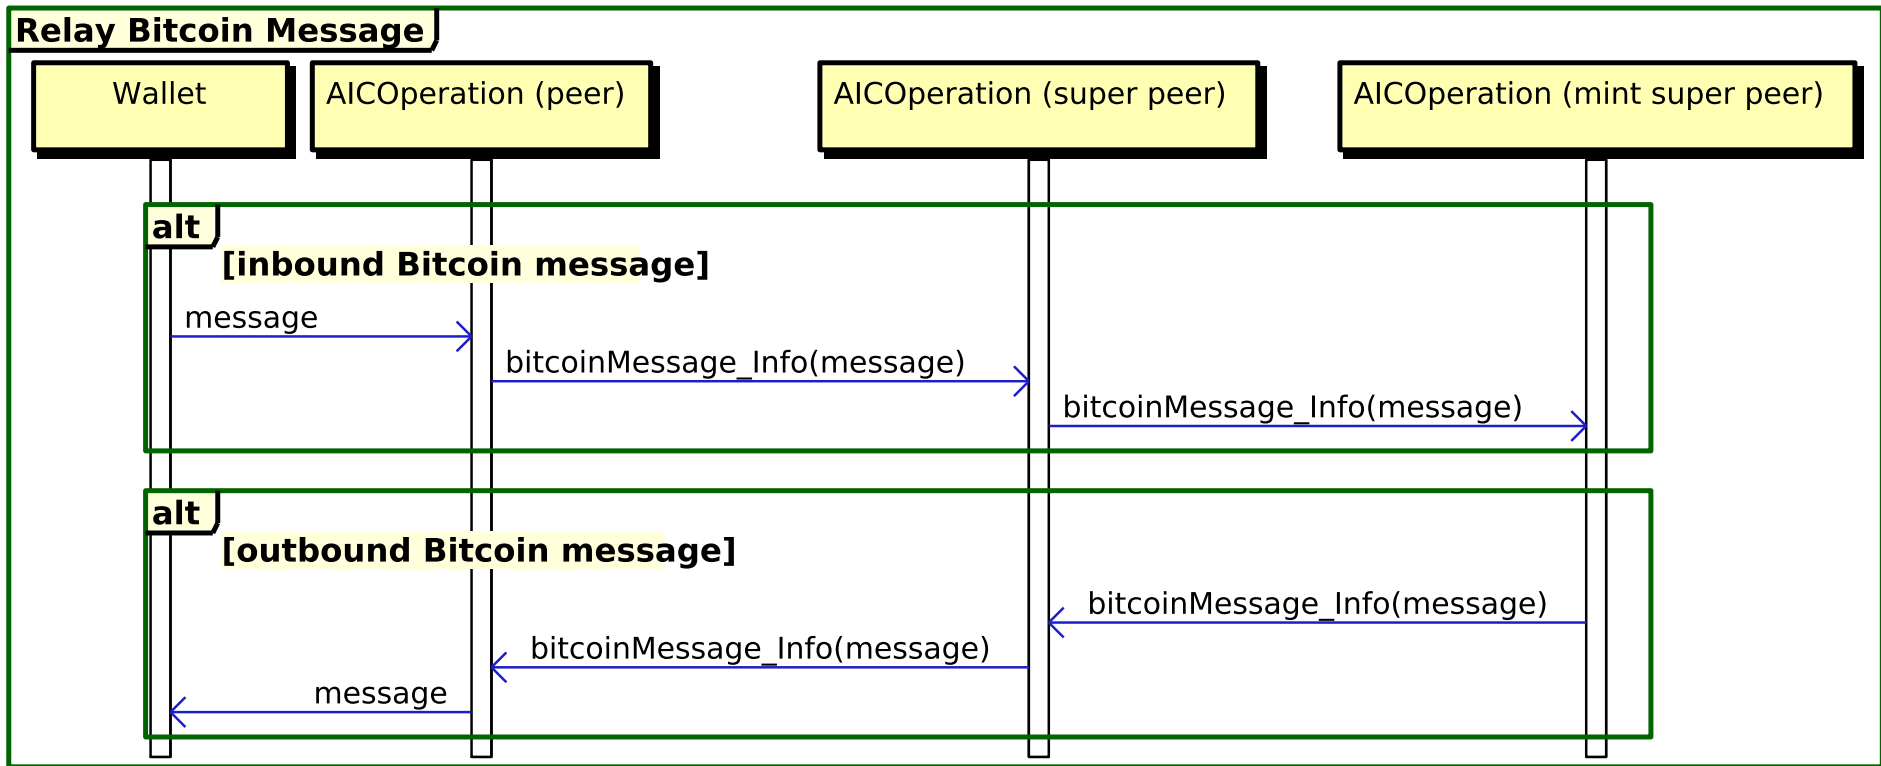 Relay Bitcoin Message
Wallet
AICOperation (peer)
AICOperation (super peer)
AICOperation (mint super peer)
alt
[inbound Bitcoin message]
message
bitcoinMessage_Info(message)
bitcoinMessage_Info(message)
alt
[outbound Bitcoin message]
bitcoinMessage_Info(message)
bitcoinMessage_Info(message)
message